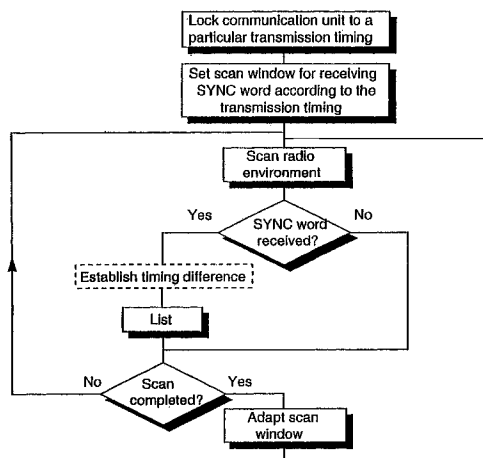 Lock communication unit to a
particular transmission timing
Set scan window for receiving
SYNC word according to the
transmission timing
Scan radio
environment
Yes
SYNC word
received?
No
Establish timing difference
List
No
Scan
completed?
Yes
Adapt scan
window